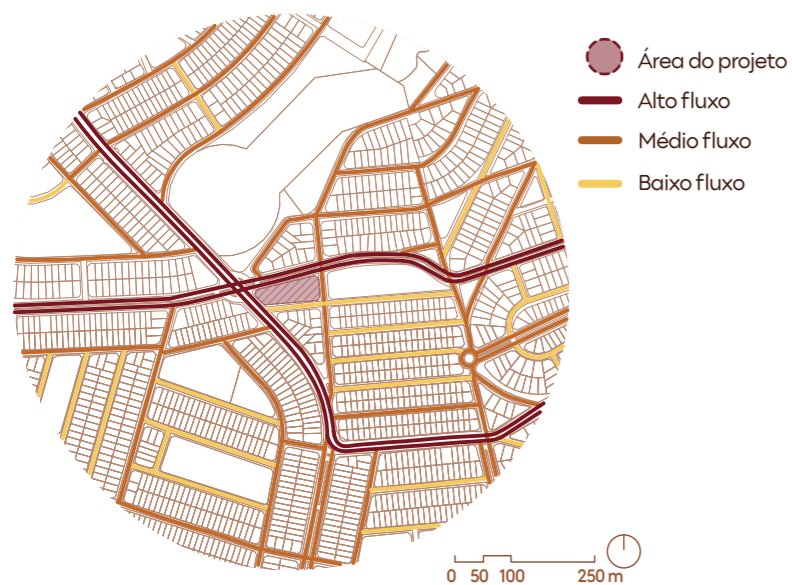 Área do projeto
Alto fluxo
Médio fluxo
Baixo fluxo
0 50 100 250 m